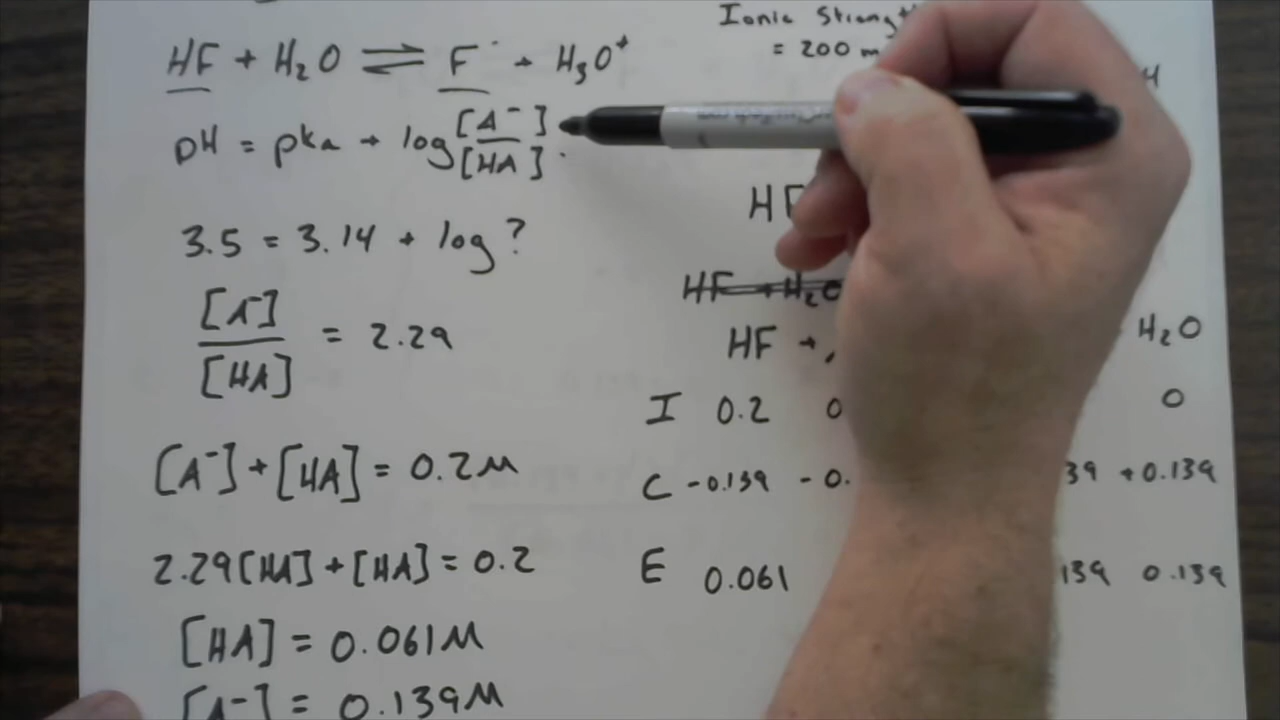 HF + H₂O ⇌ F⁻ + H₃O⁺
pH = pka + log [A⁻]/[HA]
3.5 = 3.14 + log ?
[A⁻]/[HA] = 2.29
[A⁻] + [HA] = 0.2M
2.29[HA] + [HA] = 0.2
[HA] = 0.061M
[A⁻] = 0.139M
Ionic
= 200
HF
HF + H₂O
HF + H₂O
I 0.2 0 0
C -0.139 -0. 39 +0.139
E 0.061 139 0.139